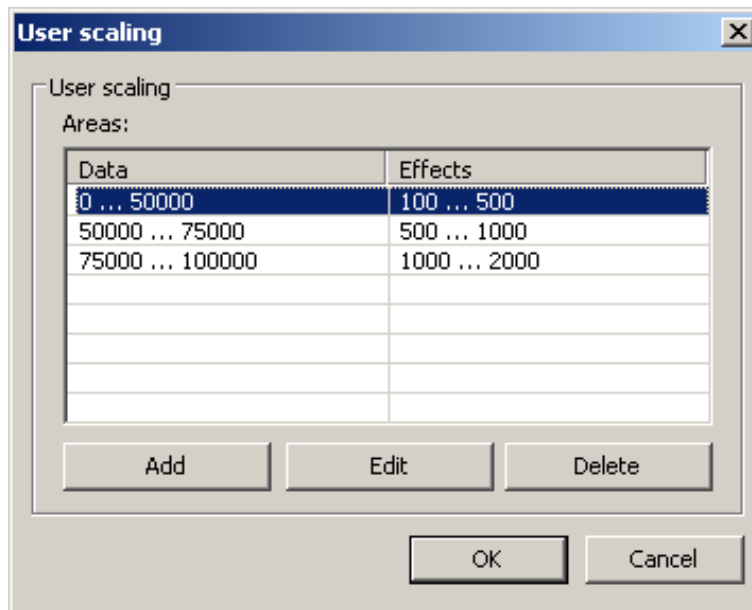 User scaling
User scaling
Areas:
Data Effects
0 ... 50000 100 ... 500
50000 ... 75000 500 ... 1000
75000 ... 100000 1000 ... 2000
Add Edit Delete
OK Cancel